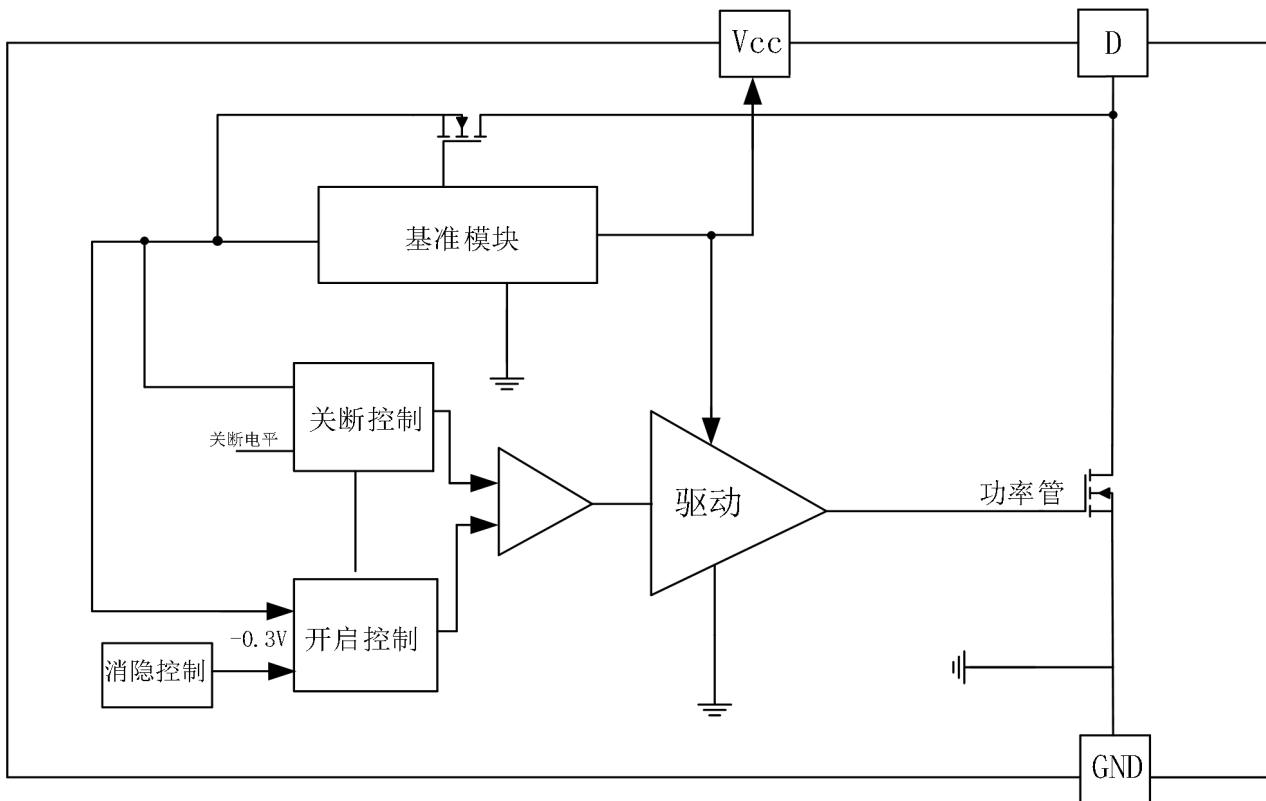 Vcc
D
基准模块
关断控制
关断电平
驱动
功率管
-0.3V
开启控制
消隐控制
GND